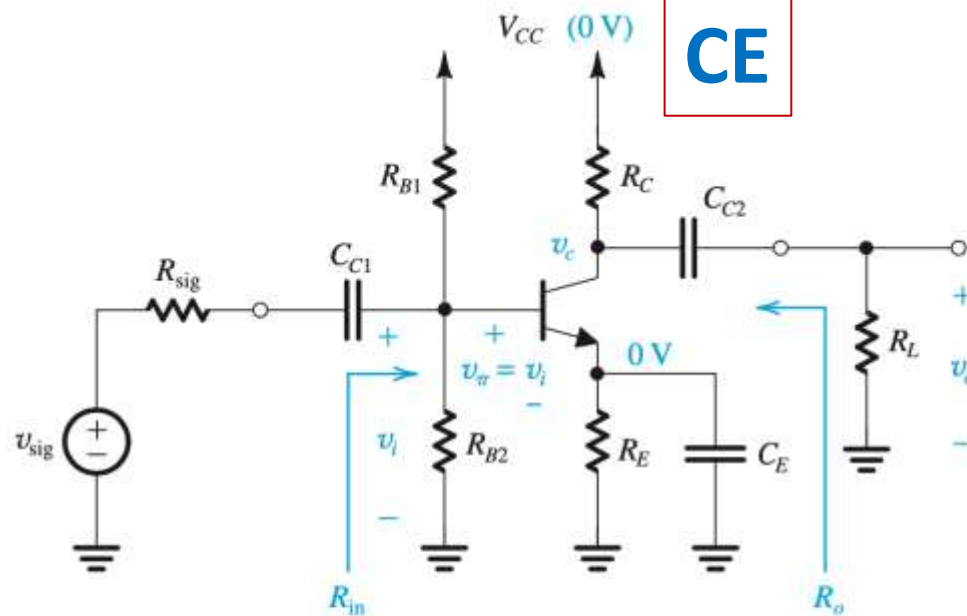 V_CC (0 V)
CE
R_B1
R_C
C_C2
v_c
C_C1
R_sig
+
+
0 V
+
v_π = v_i
R_L
−
+
−
v_sig
v_i
R_B2
R_E
C_E
−
−
R_in
R_o